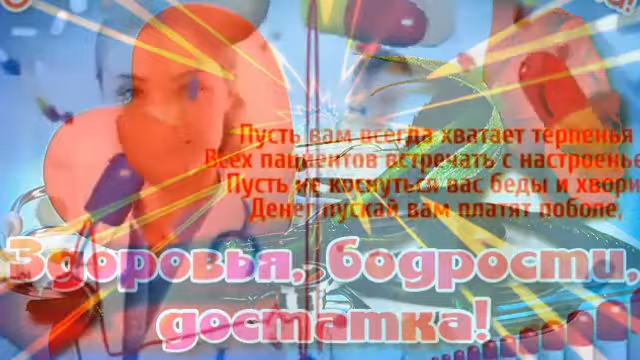 Пусть вам всегда хватает терпенья
Всех пациентов встречать с настроенье
Пусть не коснуться вас беды и хвори
Денег пускай вам платят поболе,
Здоровья, бодрости,
достатка!